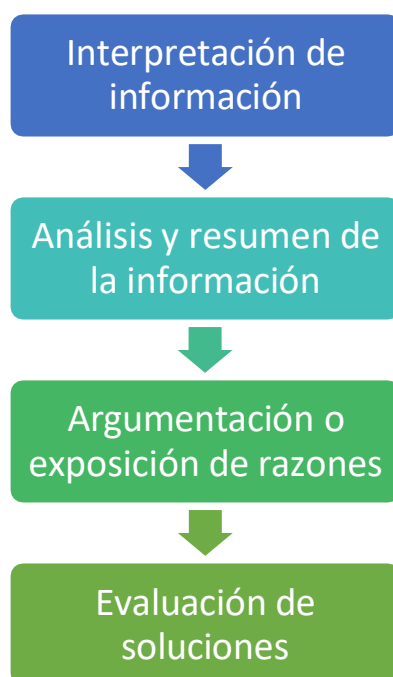 Interpretación de
información
Análisis y resumen de
la información
Argumentación o
exposición de razones
Evaluación de
soluciones